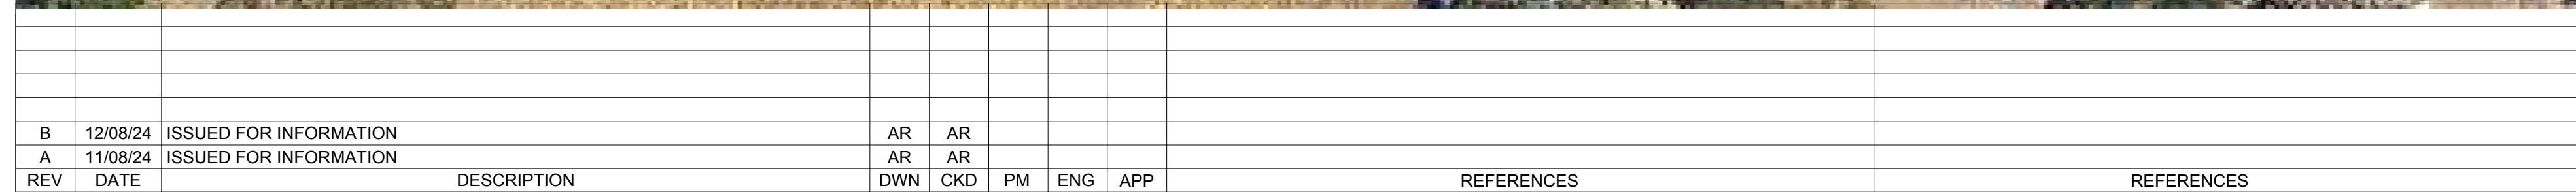 B 12/08/24 ISSUED FOR INFORMATION AR AR
A 11/08/24 ISSUED FOR INFORMATION AR AR
REV DATE DESCRIPTION DWN CKD PM ENG APP REFERENCES REFERENCES